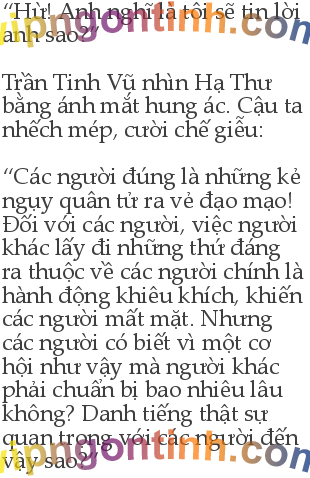 “Hừ! Anh nghĩ là tôi sẽ tin lời
anh sao?”
vipngontinh.com
Trần Tinh Vũ nhìn Hạ Thư
bằng ánh mắt hung ác. Cậu ta
nhếch mép, cười chế giễu:
“Các người đúng là những kẻ
ngụy quân tử ra vẻ đạo mạo!
Đối với các người, việc người
khác lấy đi những thứ đáng
ra thuộc về các người chính là
hành động khiêu khích, khiến
các người mất mặt. Nhưng
các người có biết vì một cơ
hội như vậy mà người khác
phải chuẩn bị bao nhiêu lâu
không? Danh tiếng thật sự
quan trọng với các người đến
vậy sao?”
vipngontinh.com